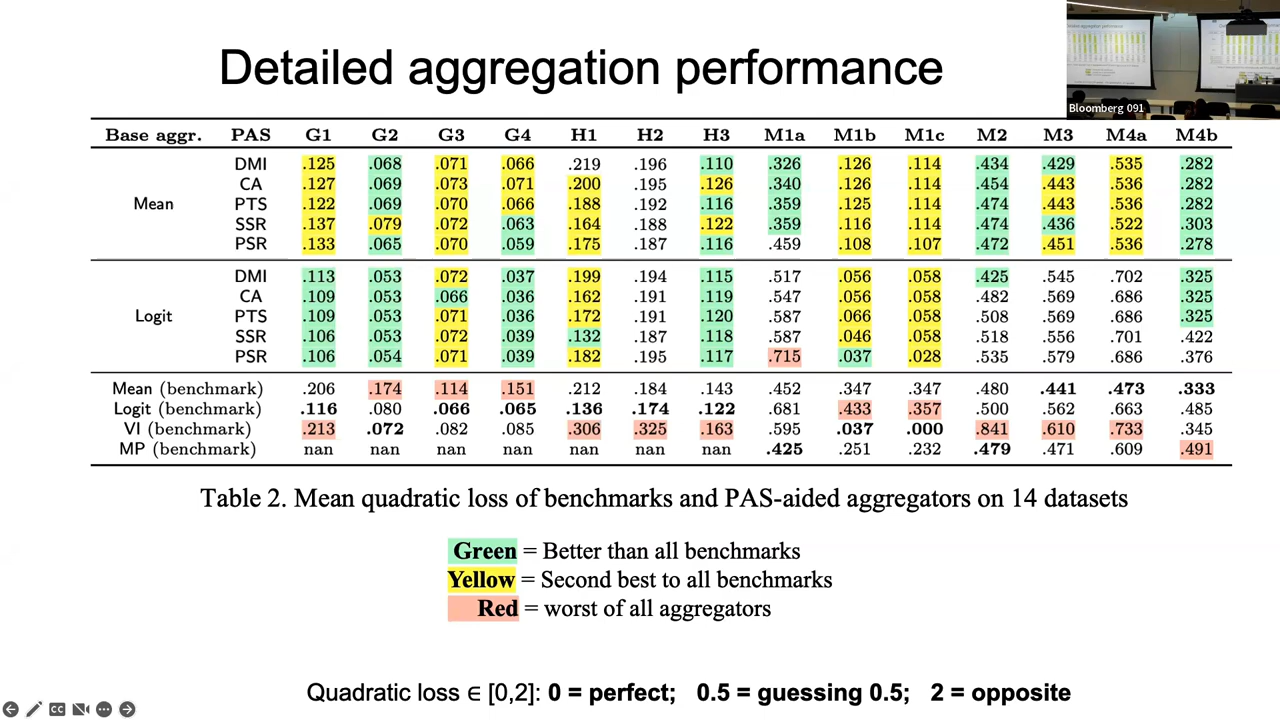 Detailed aggregation performance
Bloomberg 091
Base aggr. PAS G1 G2 G3 G4 H1 H2 H3 M1a M1b M1c M2 M3 M4a M4b
DMI .125 .068 .071 .066 .219 .196 .110 .326 .126 .114 .434 .429 .535 .282
CA .127 .069 .073 .071 .200 .195 .126 .340 .126 .114 .454 .443 .536 .282
Mean PTS .122 .069 .070 .066 .188 .192 .116 .359 .125 .114 .474 .443 .536 .282
SSR .137 .079 .072 .063 .164 .188 .122 .359 .116 .114 .474 .436 .522 .303
PSR .133 .065 .070 .059 .175 .187 .116 .459 .108 .107 .472 .451 .536 .278
DMI .113 .053 .072 .037 .199 .194 .115 .517 .056 .058 .425 .545 .702 .325
CA .109 .053 .066 .036 .162 .191 .119 .547 .056 .058 .482 .569 .686 .325
Logit PTS .109 .053 .071 .036 .172 .191 .120 .587 .066 .058 .508 .569 .686 .325
SSR .106 .053 .072 .039 .132 .187 .118 .587 .046 .058 .518 .556 .701 .422
PSR .106 .054 .071 .039 .182 .195 .117 .715 .037 .028 .535 .579 .686 .376
Mean (benchmark) .206 .174 .114 .151 .212 .184 .143 .452 .347 .347 .480 .441 .473 .333
Logit (benchmark) .116 .080 .066 .065 .136 .174 .122 .681 .433 .357 .500 .562 .663 .485
VI (benchmark) .213 .072 .082 .085 .306 .325 .163 .595 .037 .000 .841 .610 .733 .345
MP (benchmark) nan nan nan nan nan nan nan .425 .251 .232 .479 .471 .609 .491
Table 2. Mean quadratic loss of benchmarks and PAS-aided aggregators on 14 datasets
Green = Better than all benchmarks
Yellow = Second best to all benchmarks
Red = worst of all aggregators
Quadratic loss ∈ [0,2]: 0 = perfect; 0.5 = guessing 0.5; 2 = opposite
CC